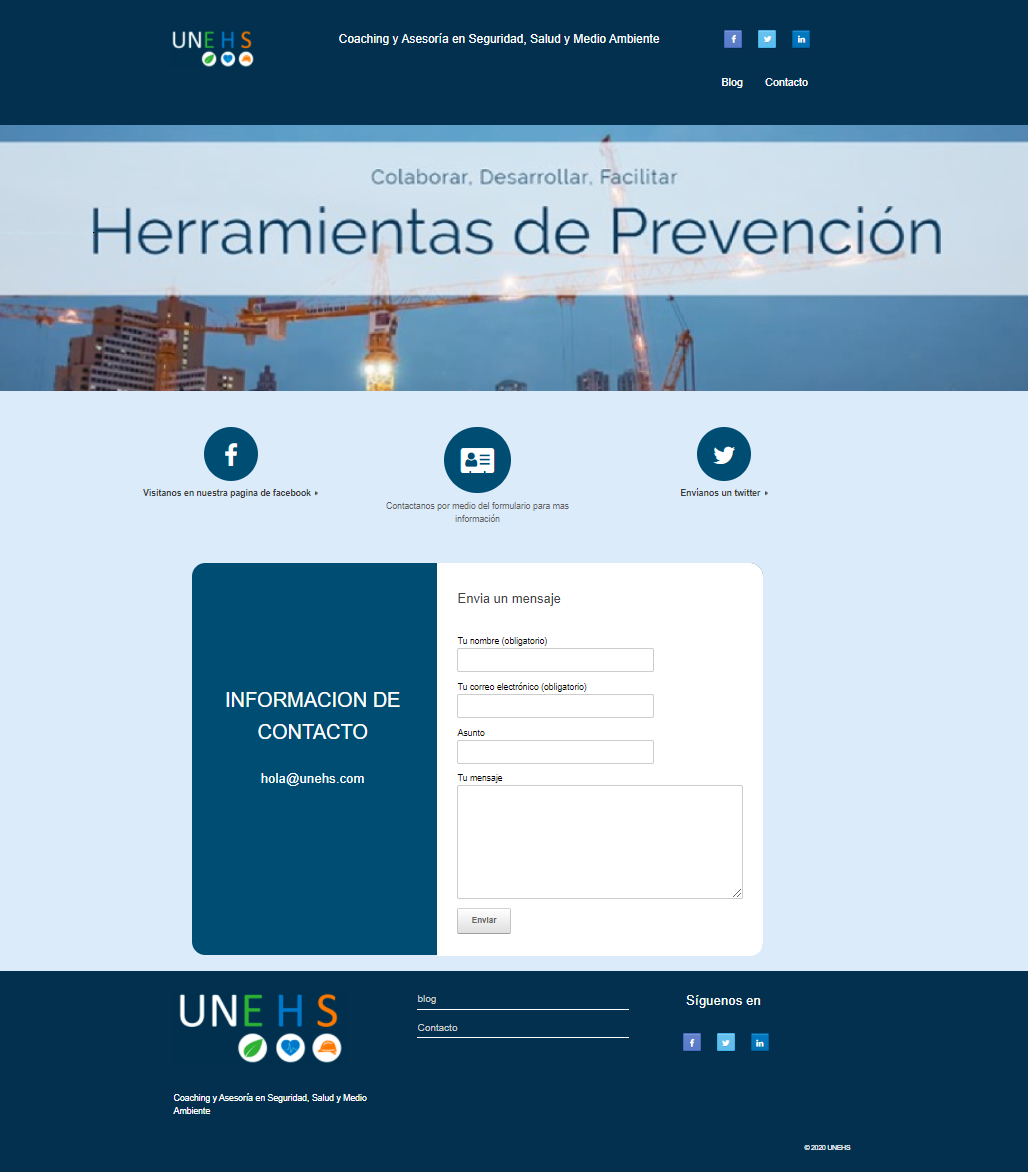 UNEHS
Coaching y Asesoría en Seguridad, Salud y Medio Ambiente
Blog Contacto
Colaborar, Desarrollar, Facilitar
Herramientas de Prevención
Visitanos en nuestra pagina de facebook
Contactanos por medio del formulario para mas
información
Envíanos un twitter
INFORMACION DE
CONTACTO
hola@unehs.com
Envia un mensaje
Tu nombre (obligatorio)
Tu correo electrónico (obligatorio)
Asunto
Tu mensaje
Enviar
UNEHS
Coaching y Asesoría en Seguridad, Salud y Medio
Ambiente
blog
Contacto
Síguenos en
© 2020 UNEHS